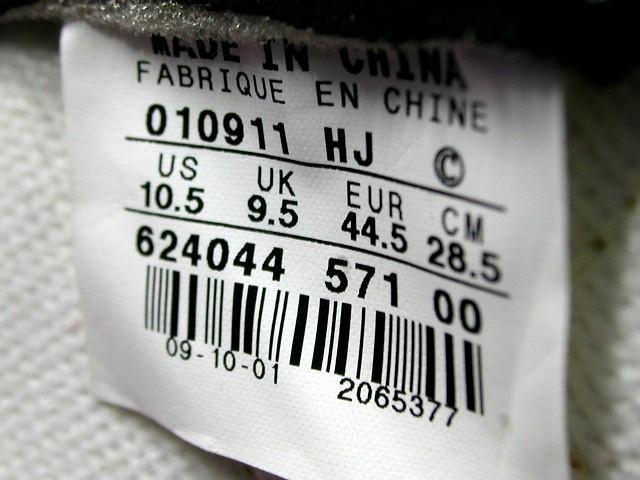 MADE IN CHINA
FABRIQUE EN CHINE
010911 HJ ©
US UK EUR CM
10.5 9.5 44.5 28.5
624044 571 00
09-10-01 2065377